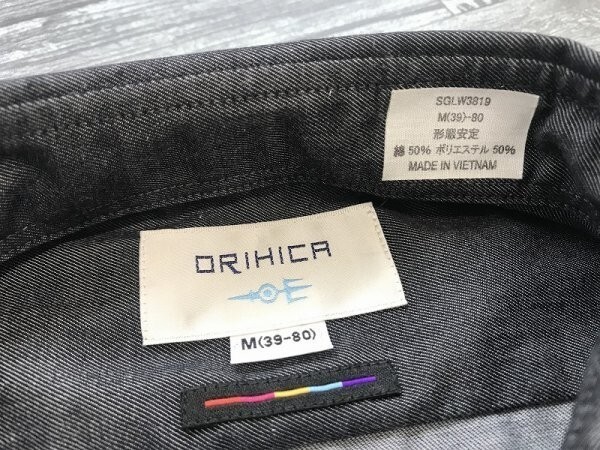 SGLW3819
M(39)-80
形態安定
綿 50% ポリエステル 50%
MADE IN VIETNAM
ORIHICA
M(39-80)